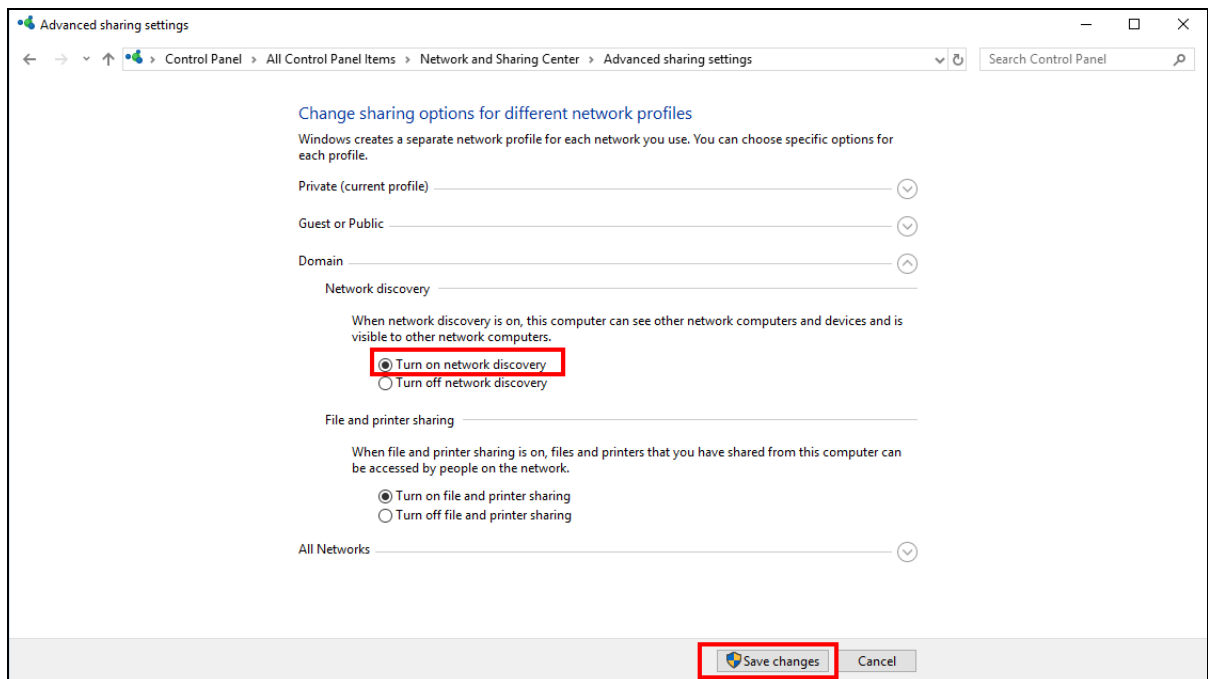 Advanced sharing settings
Control Panel > All Control Panel Items > Network and Sharing Center > Advanced sharing settings
Search Control Panel
Change sharing options for different network profiles
Windows creates a separate network profile for each network you use. You can choose specific options for
each profile.
Private (current profile)
Guest or Public
Domain
Network discovery
When network discovery is on, this computer can see other network computers and devices and is
visible to other network computers.
Turn on network discovery
Turn off network discovery
File and printer sharing
When file and printer sharing is on, files and printers that you have shared from this computer can
be accessed by people on the network.
Turn on file and printer sharing
Turn off file and printer sharing
All Networks
Save changes
Cancel